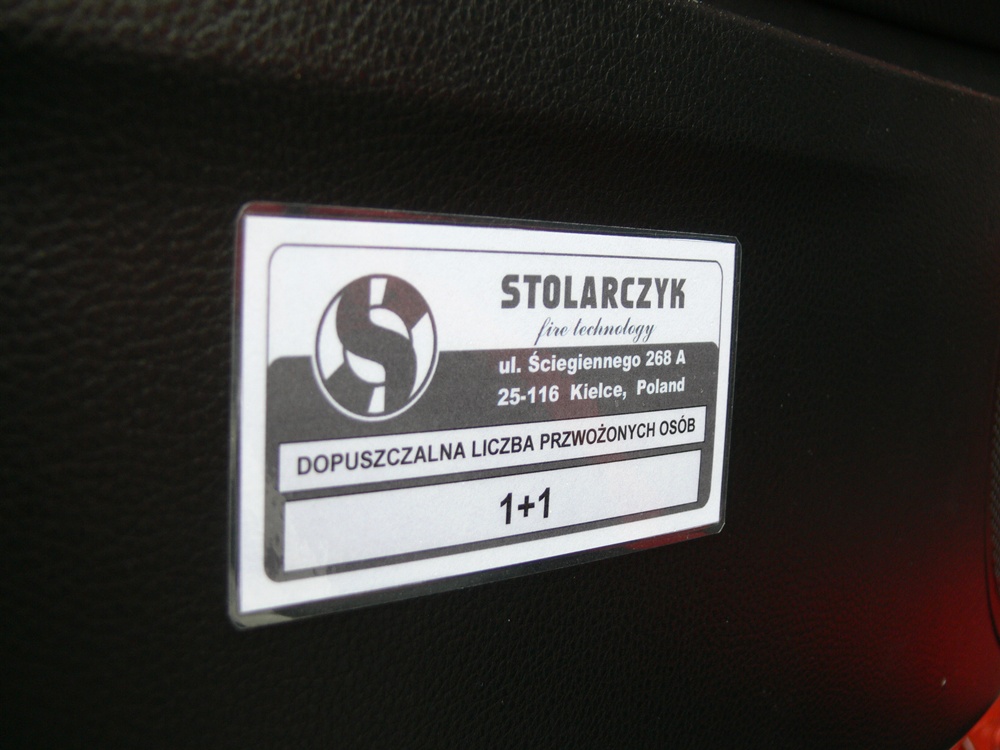 STOLARCZYK
fire technology
ul. Ściegiennego 268 A
25-116 Kielce, Poland
DOPUSZCZALNA LICZBA PRZWOŻONYCH OSÓB
1+1